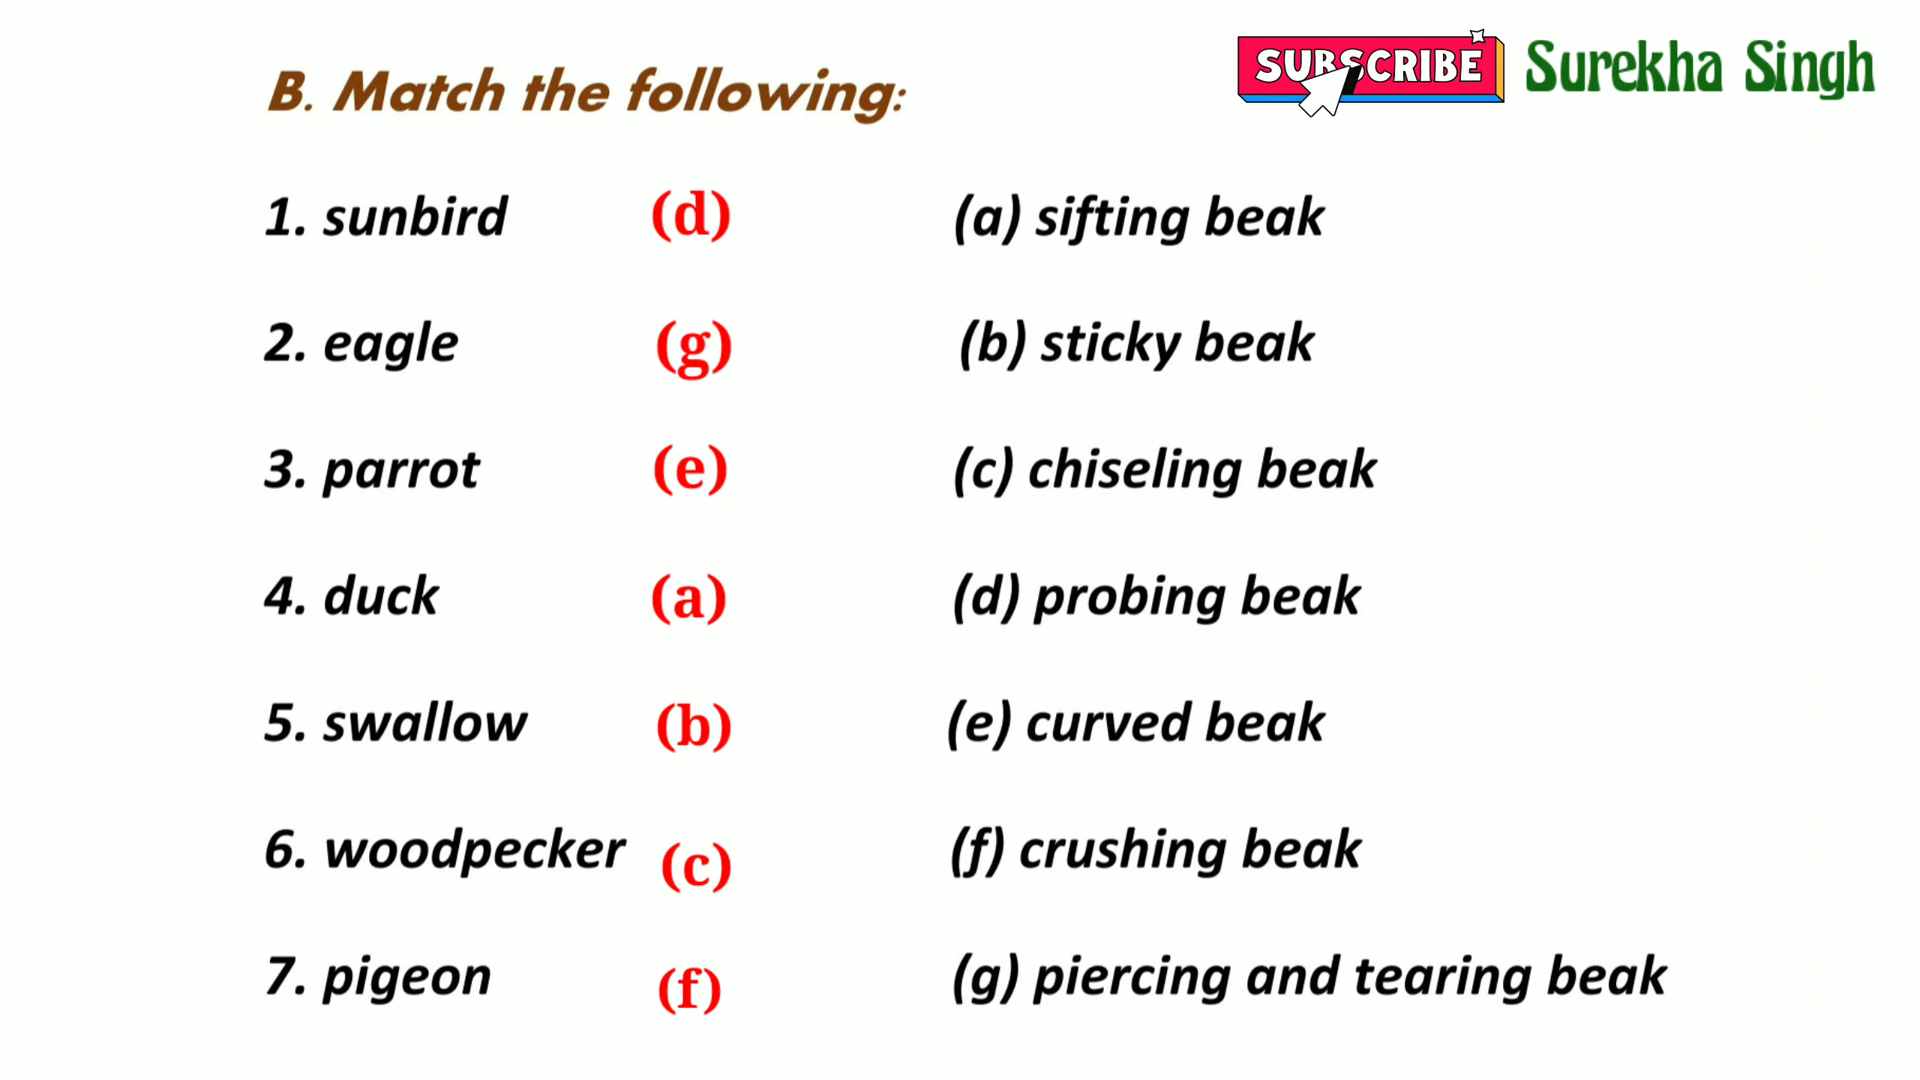 SUBSCRIBE Surekha Singh
B. Match the following:
1. sunbird (d) (a) sifting beak
2. eagle (g) (b) sticky beak
3. parrot (e) (c) chiseling beak
4. duck (a) (d) probing beak
5. swallow (b) (e) curved beak
6. woodpecker (c) (f) crushing beak
7. pigeon (f) (g) piercing and tearing beak